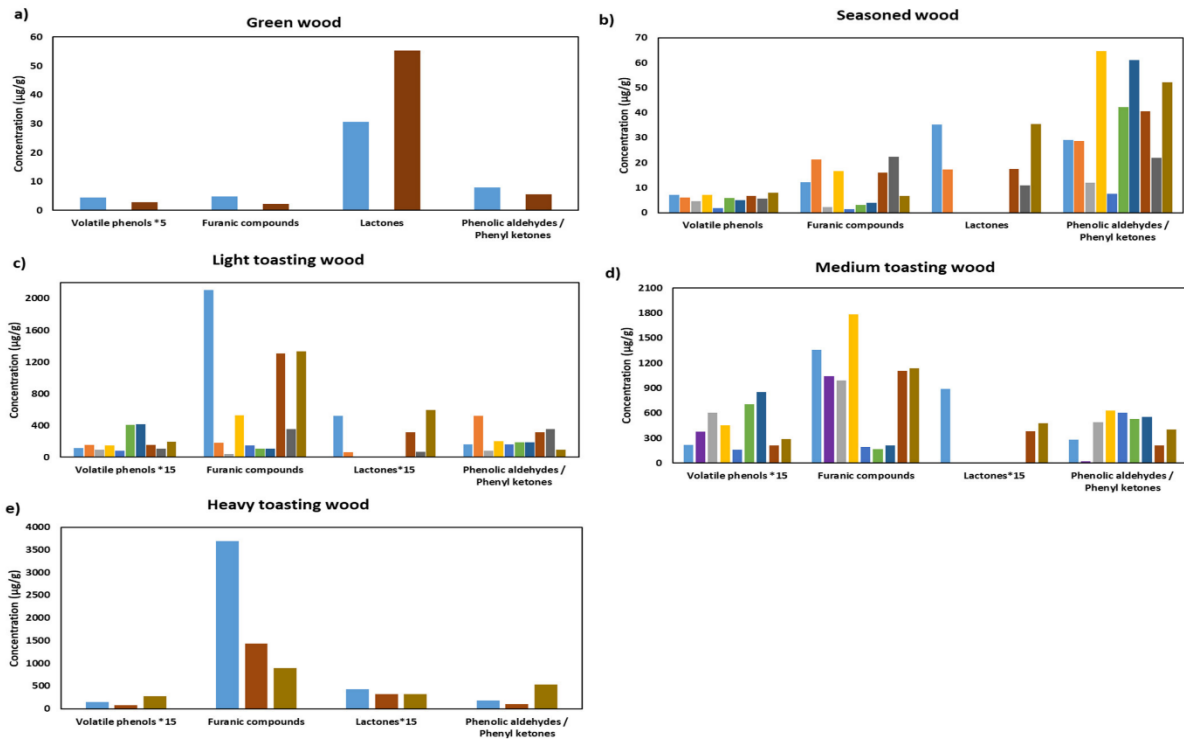 a)
Green wood
Concentration (µg/g)
60
50
40
30
20
10
0
Volatile phenols *5
Furanic compounds
Lactones
Phenolic aldehydes /
Phenyl ketones
b)
Seasoned wood
Concentration (µg/g)
70
60
50
40
30
20
10
0
Volatile phenols
Furanic compounds
Lactones
Phenolic aldehydes /
Phenyl ketones
c)
Light toasting wood
Concentration (µg/g)
2000
1600
1200
800
400
0
Volatile phenols *15
Furanic compounds
Lactones*15
Phenolic aldehydes /
Phenyl ketones
d)
Medium toasting wood
Concentration (µg/g)
2100
1800
1500
1200
900
600
300
0
Volatile phenols *15
Furanic compounds
Lactones*15
Phenolic aldehydes /
Phenyl ketones
e)
Heavy toasting wood
Concentration (µg/g)
4000
3500
3000
2500
2000
1500
1000
500
0
Volatile phenols *15
Furanic compounds
Lactones*15
Phenolic aldehydes /
Phenyl ketones